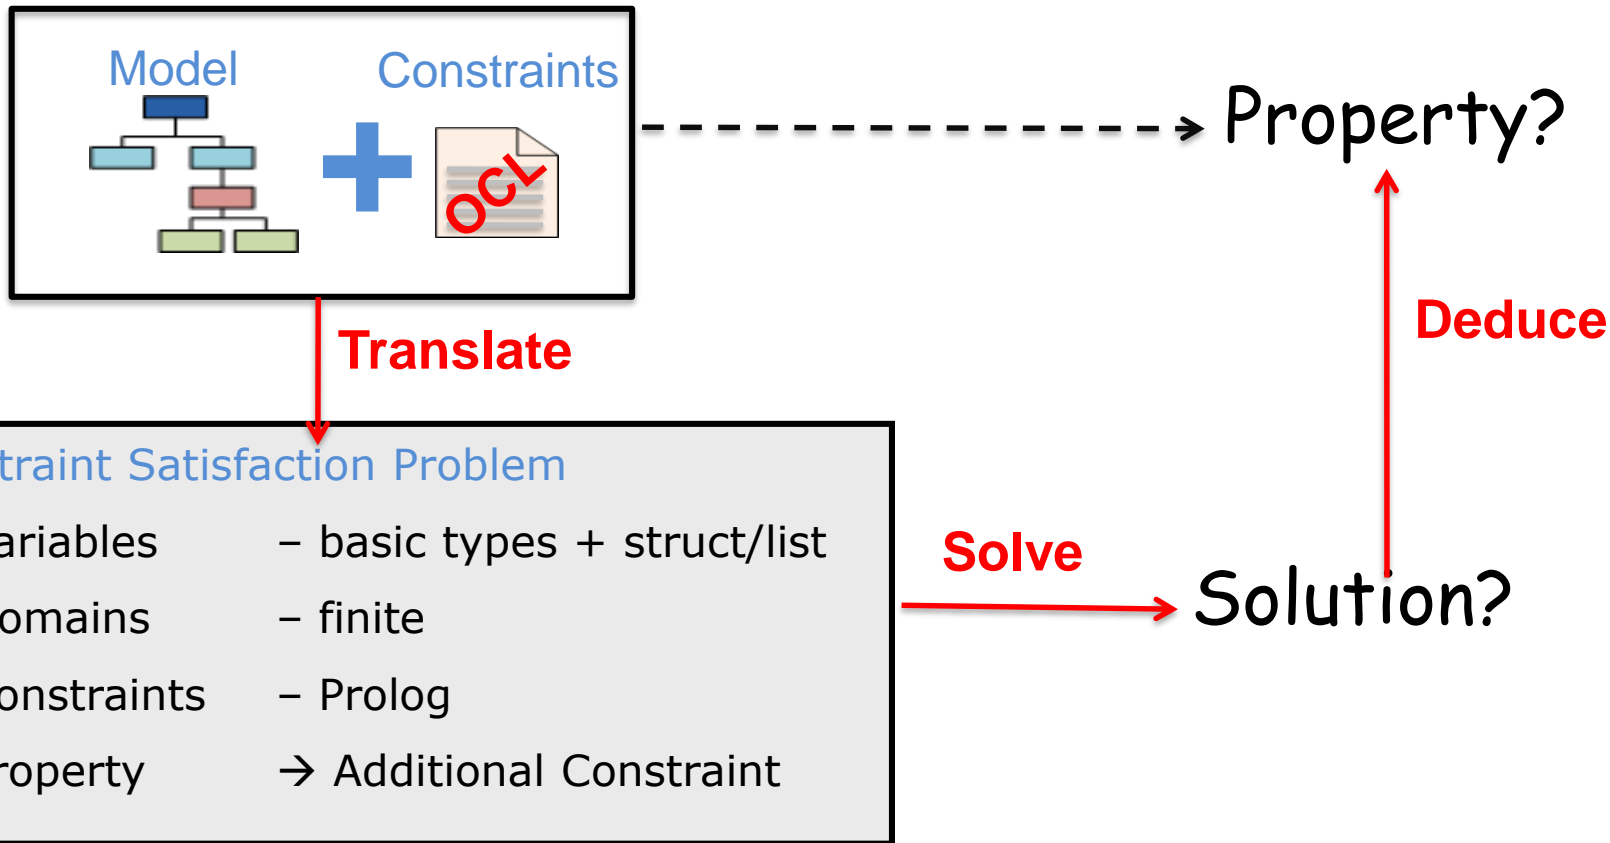 Model
Constraints
OCL
Property?
Translate
Deduce
traint Satisfaction Problem
ariables – basic types + struct/list
omains – finite
onstraints – Prolog
roperty → Additional Constraint
Solve
Solution?